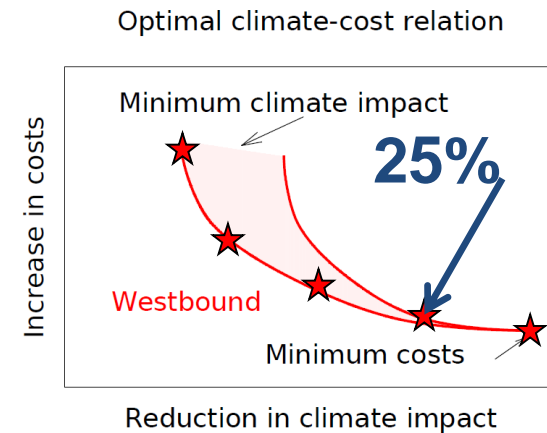 Optimal climate-cost relation
Minimum climate impact
25%
Increase in costs
Westbound
Minimum costs
Reduction in climate impact